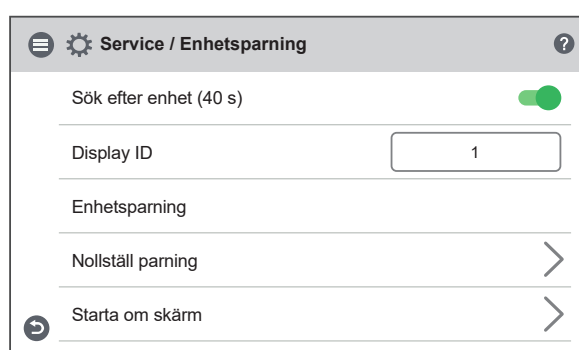 Service / Enhetsparning
?
Sök efter enhet (40 s)
Display ID
1
Enhetsparning
Nollställ parning
Starta om skärm